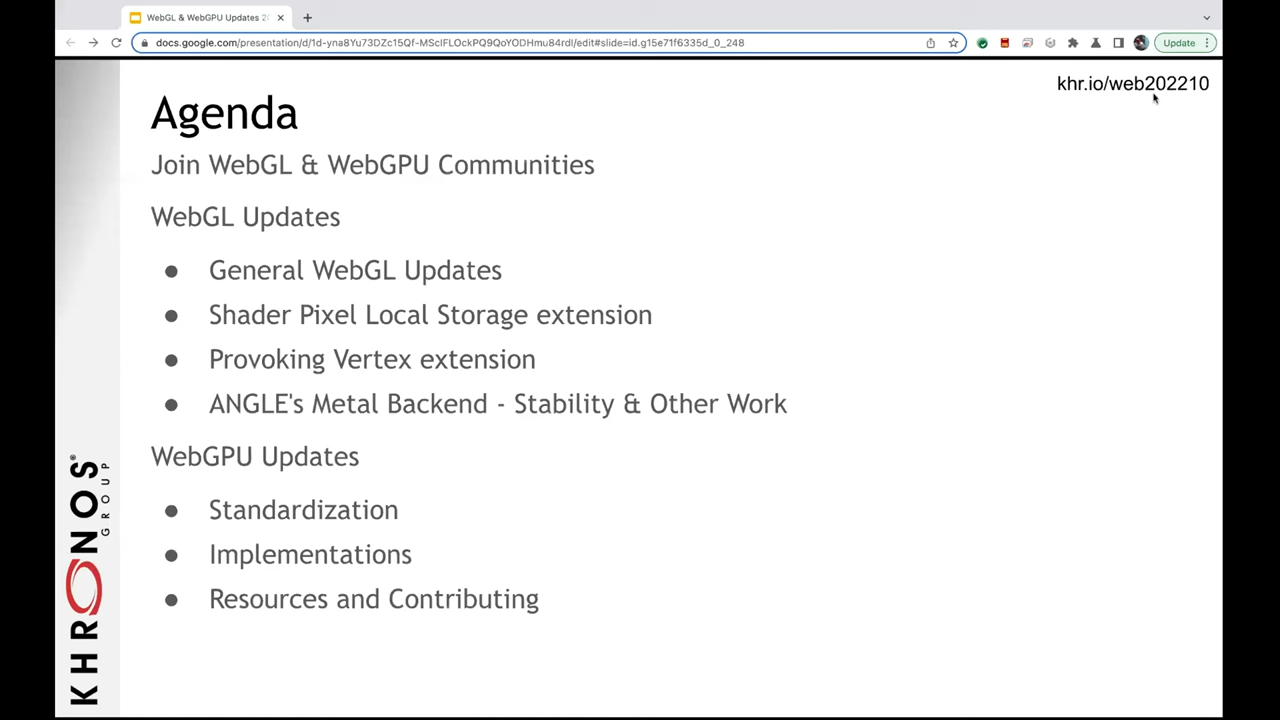 WebGL & WebGPU Updates 2
docs.google.com/presentation/d/1d-yna8Yu73DZc15Qf-MScIFLOckPQ9QoYODHmu84rdI/edit#slide=id.g15e71f6335d_0_248
Update
khr.io/web202210
Agenda
Join WebGL & WebGPU Communities
WebGL Updates
● General WebGL Updates
● Shader Pixel Local Storage extension
● Provoking Vertex extension
● ANGLE's Metal Backend - Stability & Other Work
WebGPU Updates
● Standardization
● Implementations
● Resources and Contributing
KHRONOS®
GROUP